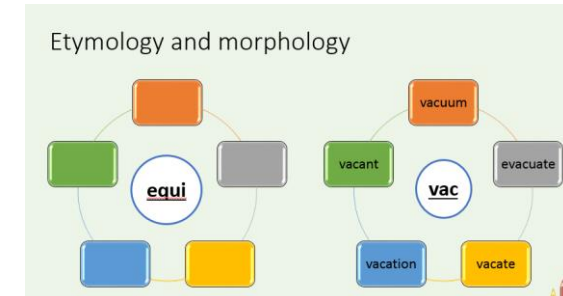 Etymology and morphology
equi
vacuum
vacant
evacuate
vac
vacation
vacate